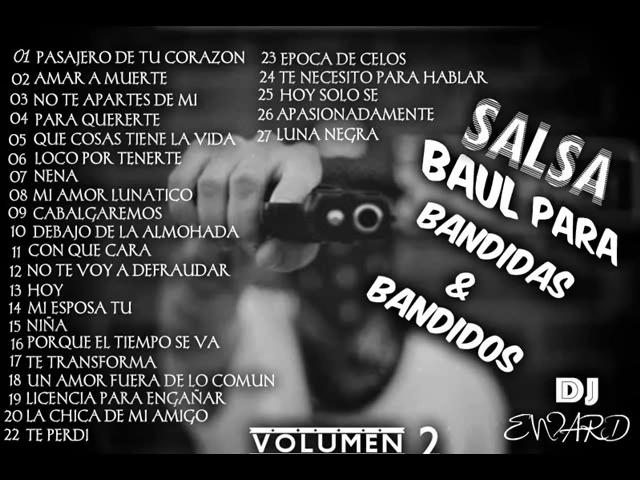 01 PASAJERO DE TU CORAZON
02 AMAR A MUERTE
03 NO TE APARTES DE MI
04 PARA QUERERTE
05 QUE COSAS TIENE LA VIDA
06 LOCO POR TENERTE
07 NENA
08 MI AMOR LUNATICO
09 CABALGAREMOS
10 DEBAJO DE LA ALMOHADA
11 CON QUE CARA
12 NO TE VOY A DEFRAUDAR
13 HOY
14 MI ESPOSA TU
15 NIÑA
16 PORQUE EL TIEMPO SE VA
17 TE TRANSFORMA
18 UN AMOR FUERA DE LO COMUN
19 LICENCIA PARA ENGAÑAR
20 LA CHICA DE MI AMIGO
22 TE PERDI
23 EPOCA DE CELOS
24 TE NECESITO PARA HABLAR
25 HOY SOLO SE
26 APASIONADAMENTE
27 LUNA NEGRA
SALSA
BAUL PARA
BANDIDAS
&
BANDIDOS
DJ
EWARD
VOLUMEN 2